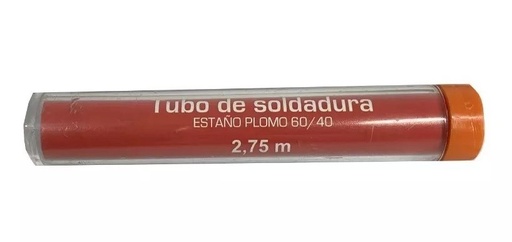 Tubo de soldadura
ESTAÑO PLOMO 60/40
2,75 m